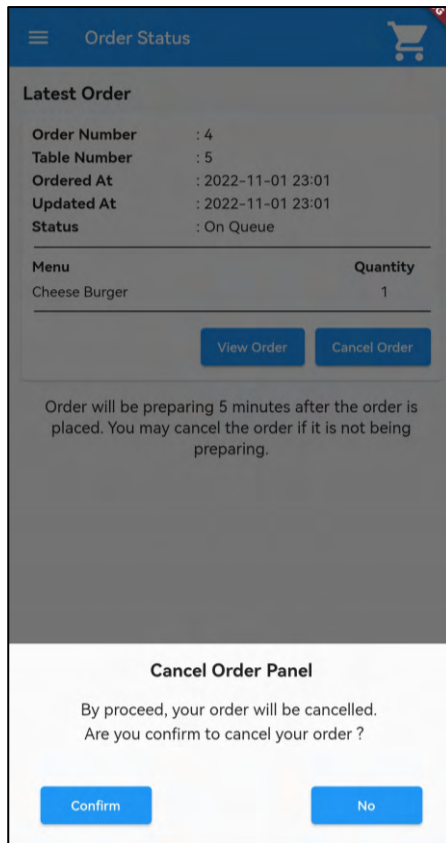 Order Status
Latest Order
Order Number : 4
Table Number : 5
Ordered At : 2022-11-01 23:01
Updated At : 2022-11-01 23:01
Status : On Queue
Menu Quantity
Cheese Burger 1
View Order Cancel Order
Order will be preparing 5 minutes after the order is
placed. You may cancel the order if it is not being
preparing.
Cancel Order Panel
By proceed, your order will be cancelled.
Are you confirm to cancel your order ?
Confirm No